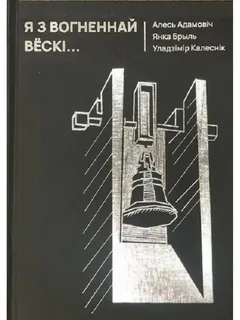 Я З ВОГНЕННАЙ
ВЁСКІ...
Алесь Адамовіч
Янка Брыль
Уладзімір Калеснік